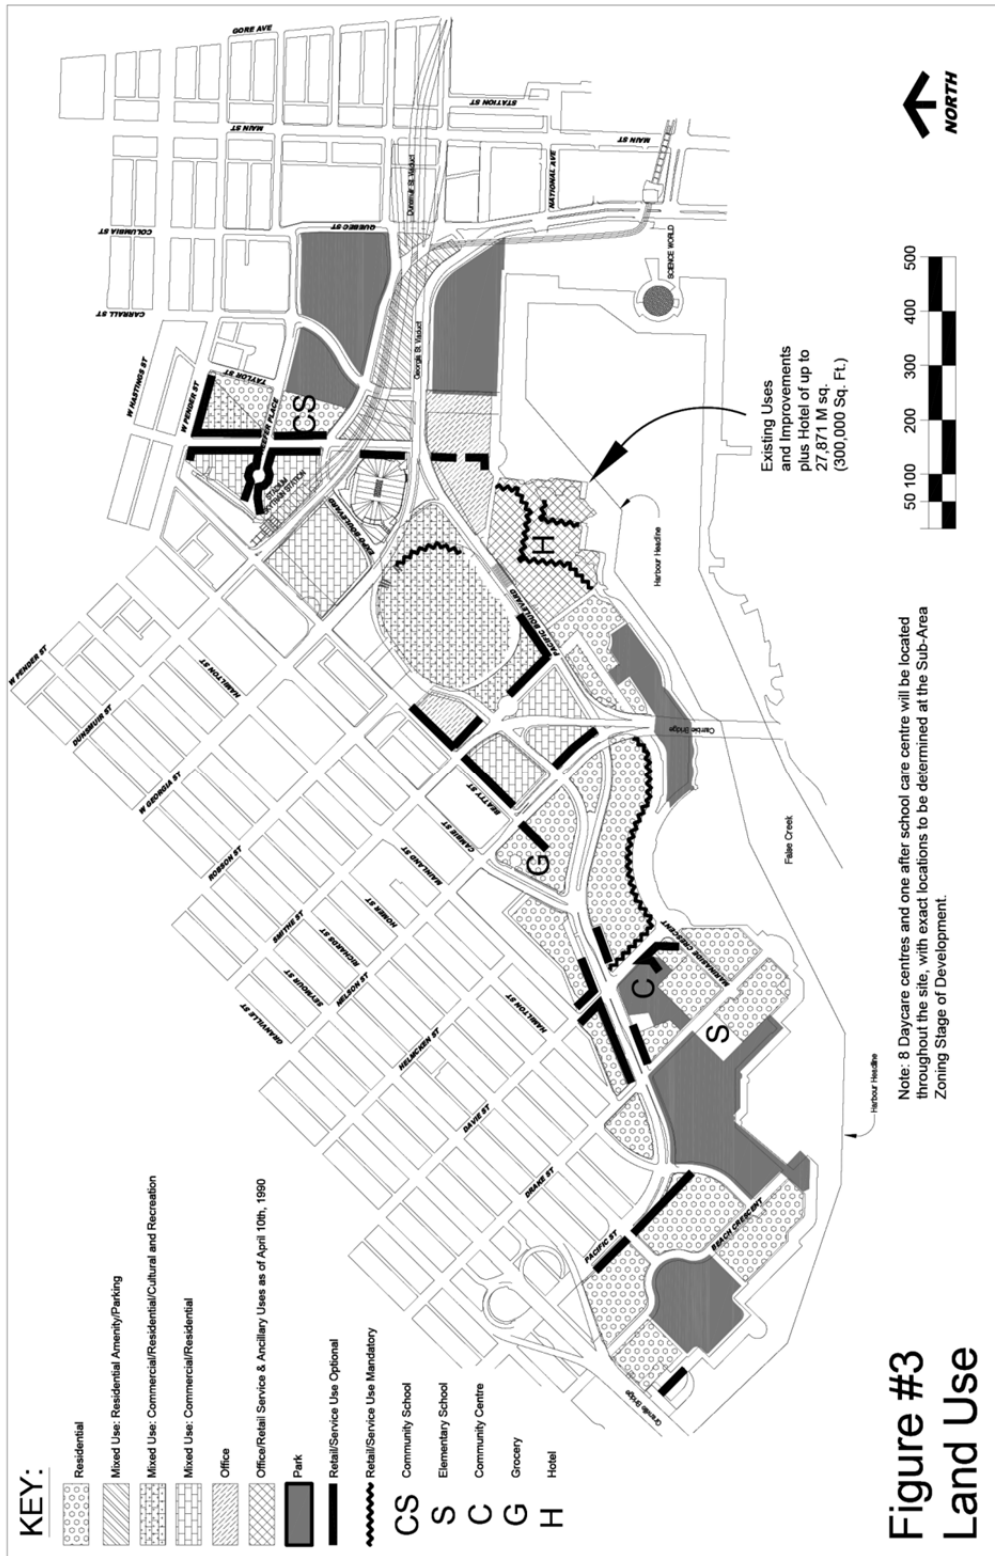 KEY:
Residential
Mixed Use: Residential Amenity/Parking
Mixed Use: Commercial/Residential/Cultural and Recreation
Mixed Use: Commercial/Residential
Office
Office/Retail Service & Ancillary Uses as of April 10th, 1990
Park
Retail/Service Use Optional
Retail/Service Use Mandatory
CS
Community School
S
Elementary School
C
Community Centre
G
Grocery
H
Hotel
Figure #3
Land Use
W PENDER ST
DUNSMUIR ST
W GEORGIA ST
ROBSON ST
SMITHE ST
HAMILTON ST
HOMER ST
RICHARDS ST
SEYMOUR ST
GRANVILLE ST
NELSON ST
MAINLAND ST
CAMBIE ST
BEATTY ST
HELMCKEN ST
HAMILTON ST
DAVIE ST
DRAKE ST
PACIFIC ST
BEACH CRESCENT
MARINASIDE CRESCENT
PACIFIC BOULEVARD
EXPO BOULEVARD
Granville Bridge
Cambie Bridge
W HASTINGS ST
W PENDER ST
KEEFER PLACE
TAYLOR ST
STADIUM
SKYTRAIN STATION
CARRALL ST
COLUMBIA ST
QUEBEC ST
MAIN ST
GORE AVE
STATION ST
NATIONAL AVE
MAIN ST
Dunsmuir St. Viaduct
Georgia St. Viaduct
SCIENCE WORLD
CS
G
H
C
S
Existing Uses
and Improvements
plus Hotel of up to
27,871 M sq.
(300,000 Sq. Ft.)
Harbour Headline
False Creek
Harbour Headline
Note: 8 Daycare centres and one after school care centre will be located
throughout the site, with exact locations to be determined at the Sub-Area
Zoning Stage of Development.
50 100 200 300 400 500
NORTH